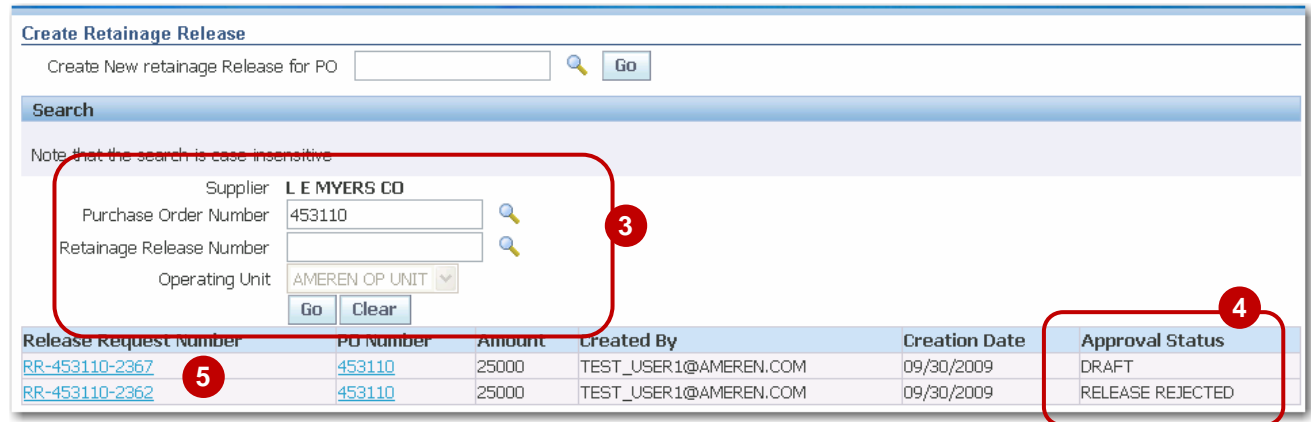 Create Retainage Release
Create New retainage Release for PO Go
Search
Note that the search is case insensitive
Supplier L E MYERS CO
Purchase Order Number 453110
3
Retainage Release Number
Operating Unit AMEREN OP UNIT
Go Clear
4
Release Request Number PO Number Amount Created By Creation Date Approval Status
RR-453110-2367 453110 25000 TEST_USER1@AMEREN.COM 09/30/2009 DRAFT
5
RR-453110-2362 453110 25000 TEST_USER1@AMEREN.COM 09/30/2009 RELEASE REJECTED